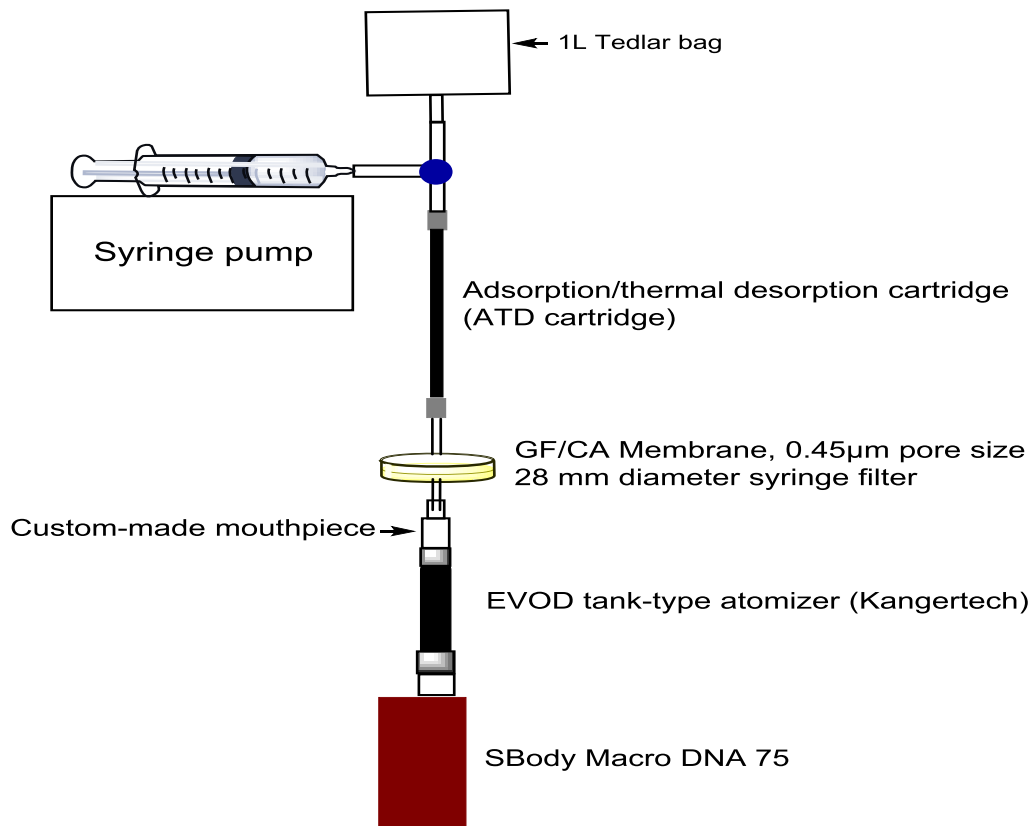 1L Tedlar bag
Syringe pump
Adsorption/thermal desorption cartridge
(ATD cartridge)
GF/CA Membrane, 0.45µm pore size
28 mm diameter syringe filter
Custom-made mouthpiece
EVOD tank-type atomizer (Kangertech)
SBody Macro DNA 75